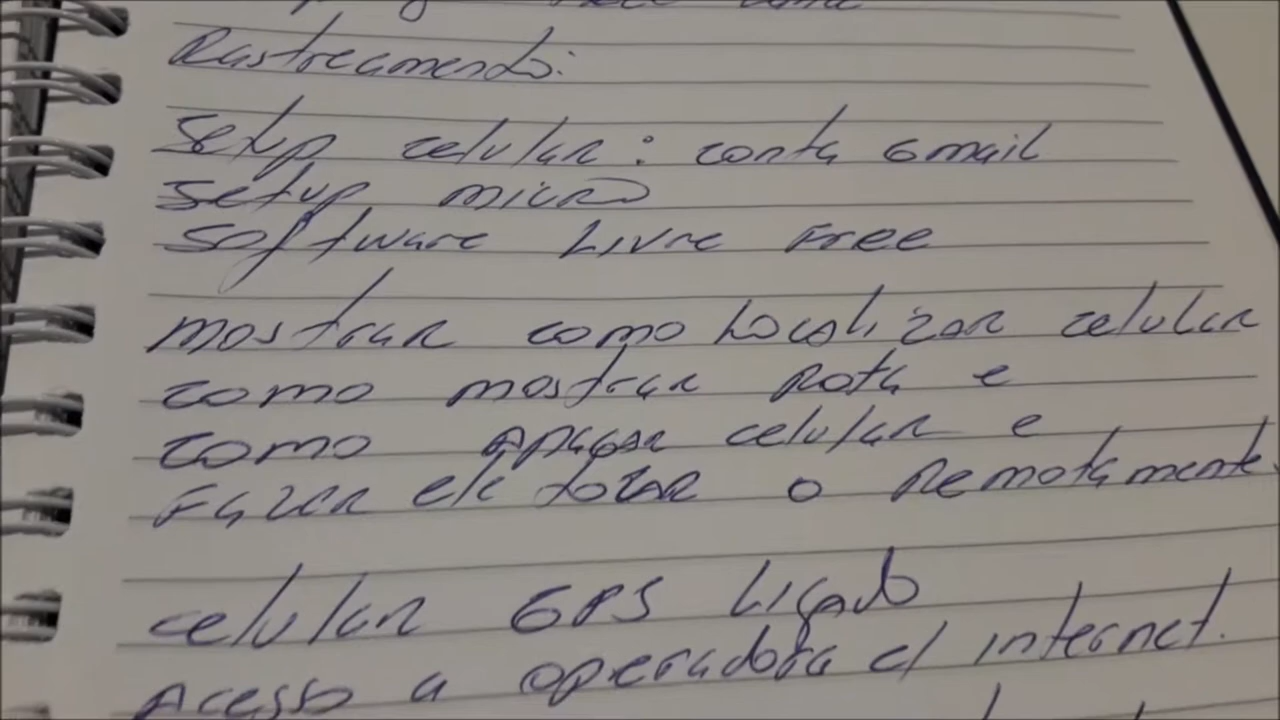 Rastreamento:
Setup celular: conta Gmail
Setup micro
Software Livre Free
mostrar como Localizar celular
como mostrar Rota e
como Apagar celular e
Fazer ele tocar o Remotamente.
celular GPS Ligado
Acesso a operadora c/ internet.